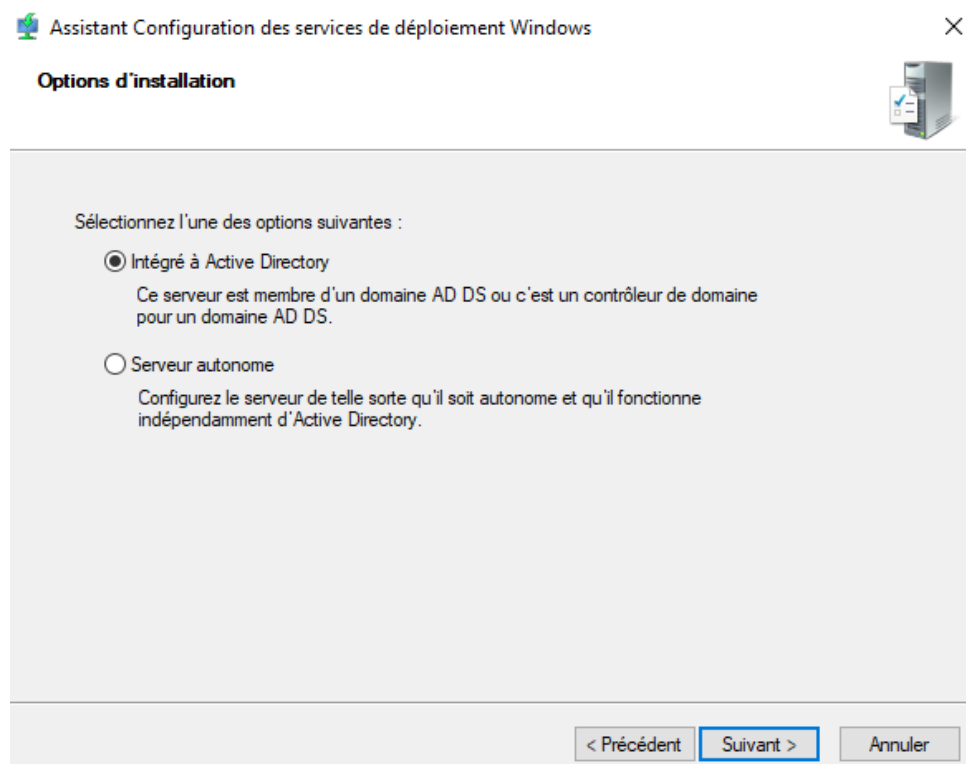 Assistant Configuration des services de déploiement Windows
Options d'installation
Sélectionnez l'une des options suivantes :
Intégré à Active Directory
Ce serveur est membre d'un domaine AD DS ou c'est un contrôleur de domaine
pour un domaine AD DS.
Serveur autonome
Configurez le serveur de telle sorte qu'il soit autonome et qu'il fonctionne
indépendamment d'Active Directory.
< Précédent Suivant > Annuler